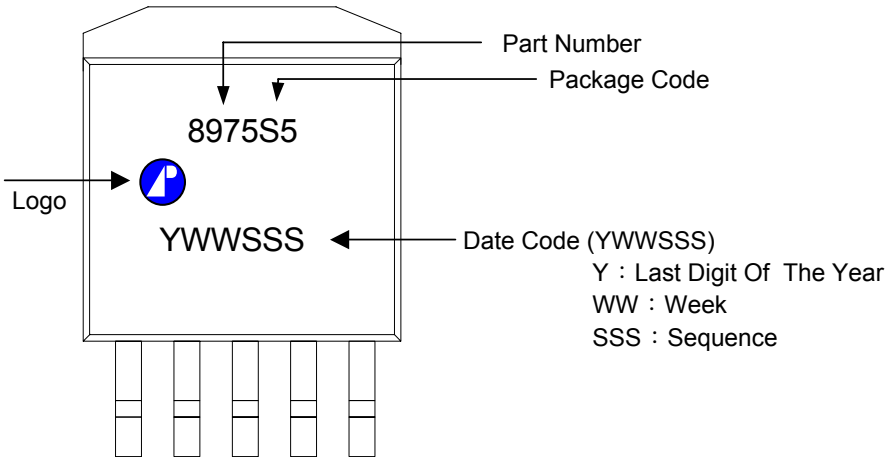 Part Number
Package Code
8975S5
Logo
YWWSSS
Date Code (YWWSSS)
Y：Last Digit Of The Year
WW：Week
SSS：Sequence